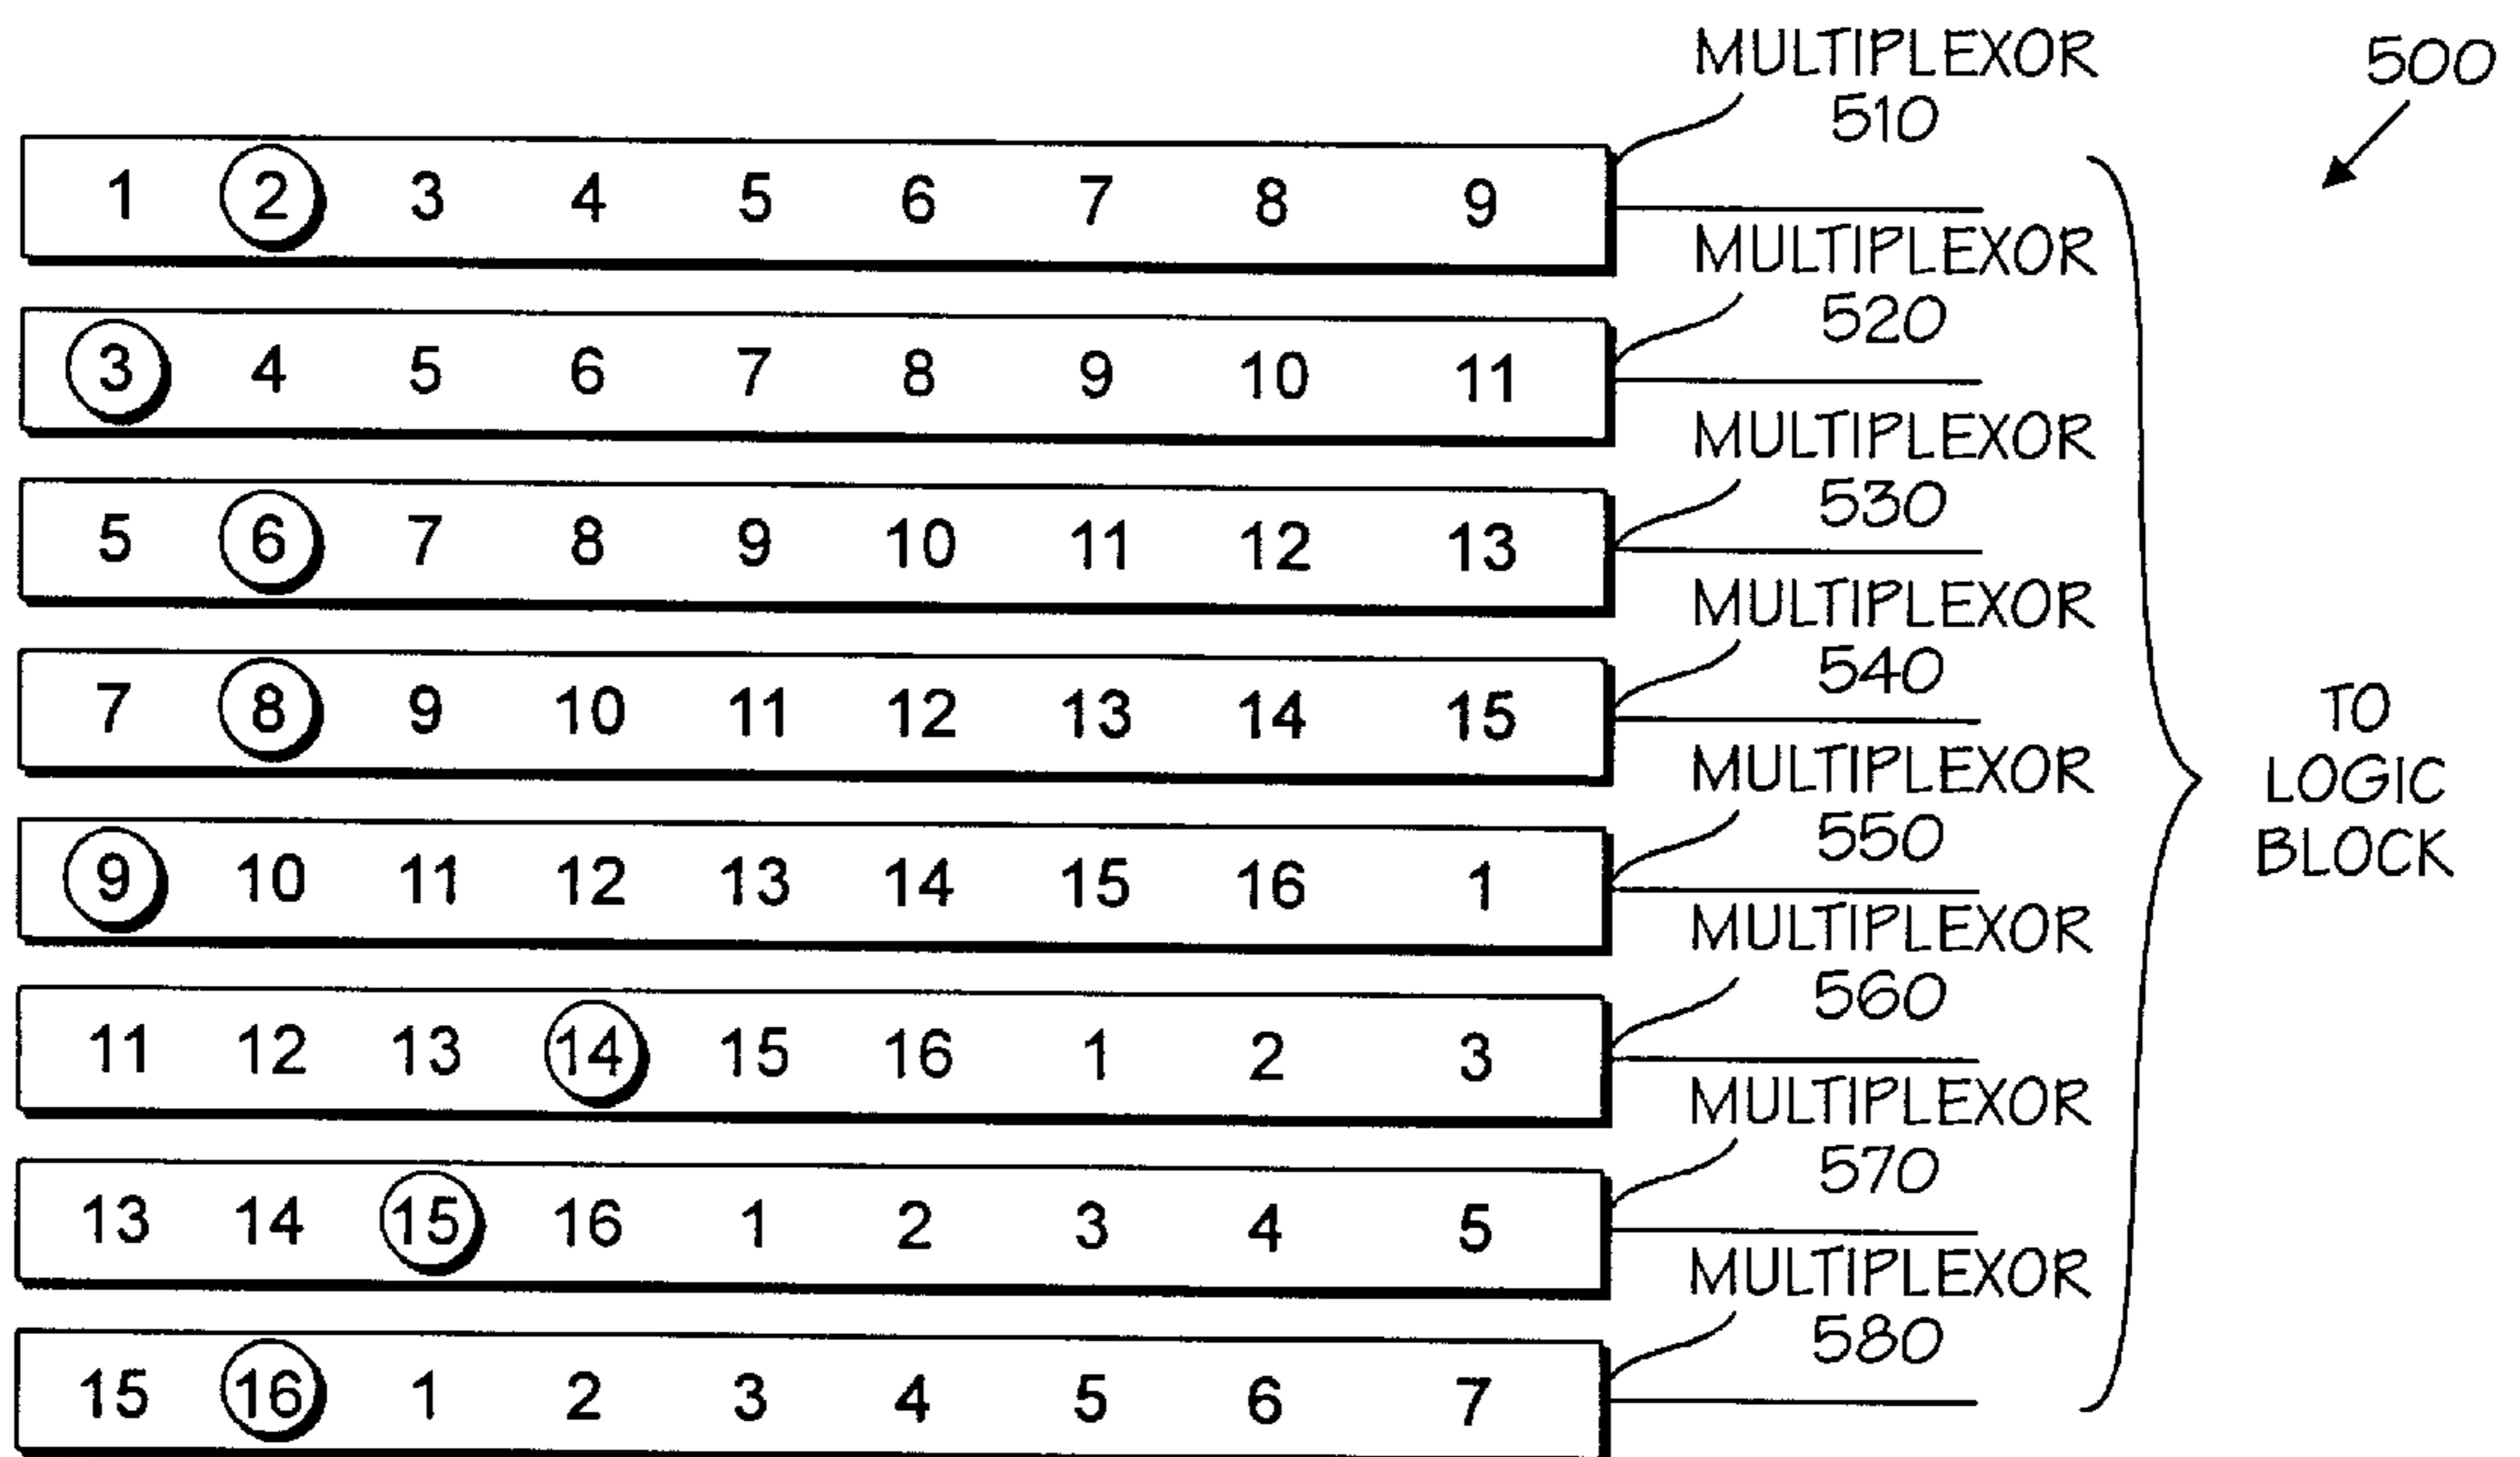 MULTIPLEXOR
510
500
1 2 3 4 5 6 7 8 9
MULTIPLEXOR
520
3 4 5 6 7 8 9 10 11
MULTIPLEXOR
530
5 6 7 8 9 10 11 12 13
MULTIPLEXOR
540
7 8 9 10 11 12 13 14 15
MULTIPLEXOR
550
9 10 11 12 13 14 15 16 1
MULTIPLEXOR
560
11 12 13 14 15 16 1 2 3
MULTIPLEXOR
570
13 14 15 16 1 2 3 4 5
MULTIPLEXOR
580
15 16 1 2 3 4 5 6 7
TO
LOGIC
BLOCK